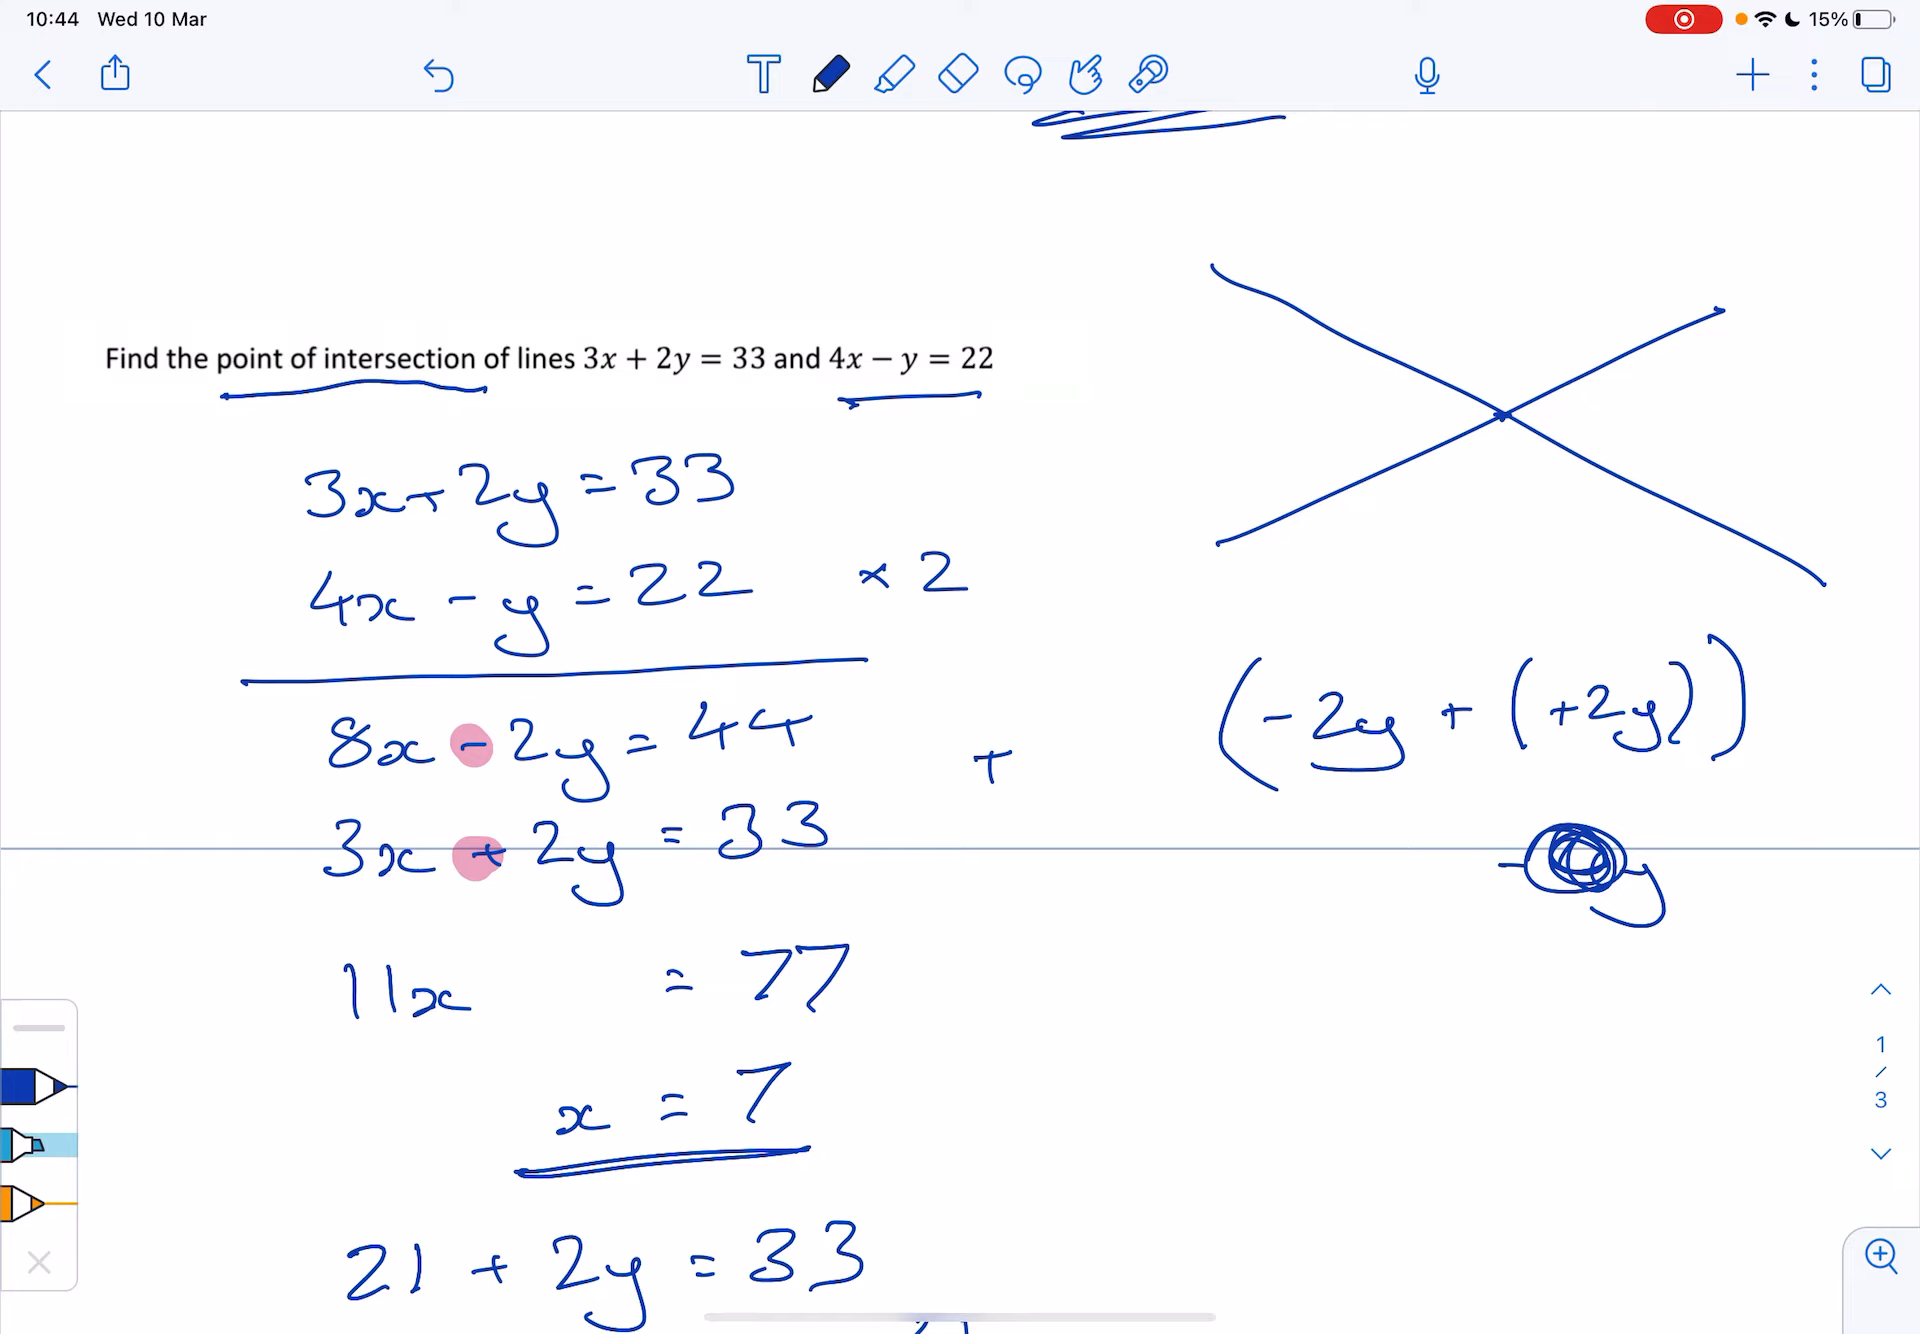 10:44 Wed 10 Mar
15%
T
Find the point of intersection of lines 3x + 2y = 33 and 4x − y = 22
3x + 2y = 33
4x - y = 22 × 2
8x - 2y = 44 +
3x + 2y = 33
(-2y + (+2y))
- y
11x = 77
x = 7
21 + 2y = 33
1
/
3